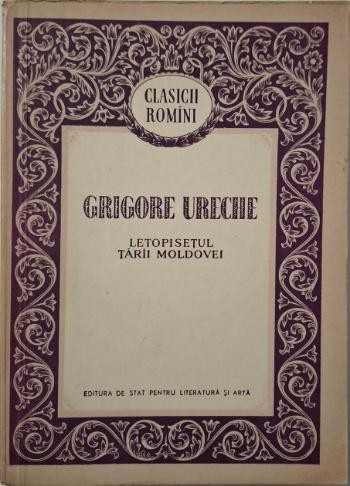 CLASICII
ROMÎNI
GRIGORE URECHE
LETOPISEȚUL
ȚĂRII MOLDOVEI
EDITURA DE STAT PENTRU LITERATURĂ ȘI ARTĂ